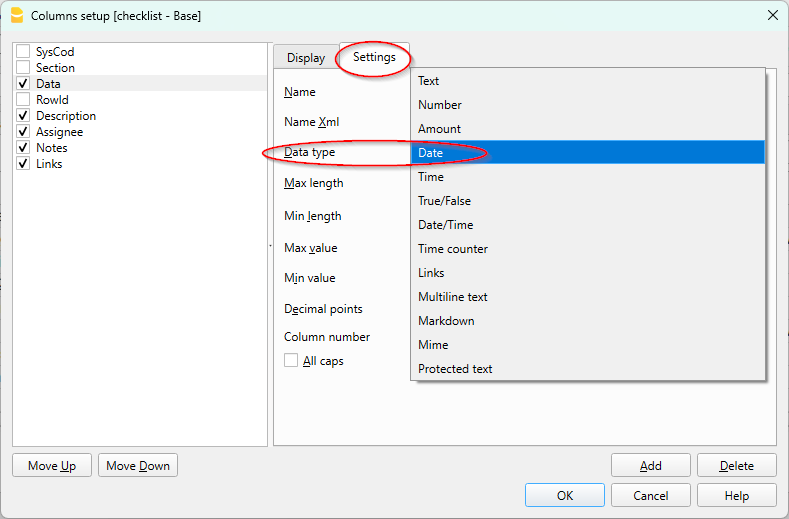 Columns setup [checklist - Base]
SysCod
Section
Data
RowId
Description
Assignee
Notes
Links
Display
Settings
Name
Name Xml
Data type
Max length
Min length
Max value
Min value
Decimal points
Column number
All caps
Text
Number
Amount
Date
Time
True/False
Date/Time
Time counter
Links
Multiline text
Markdown
Mime
Protected text
Move Up
Move Down
Add
Delete
OK
Cancel
Help